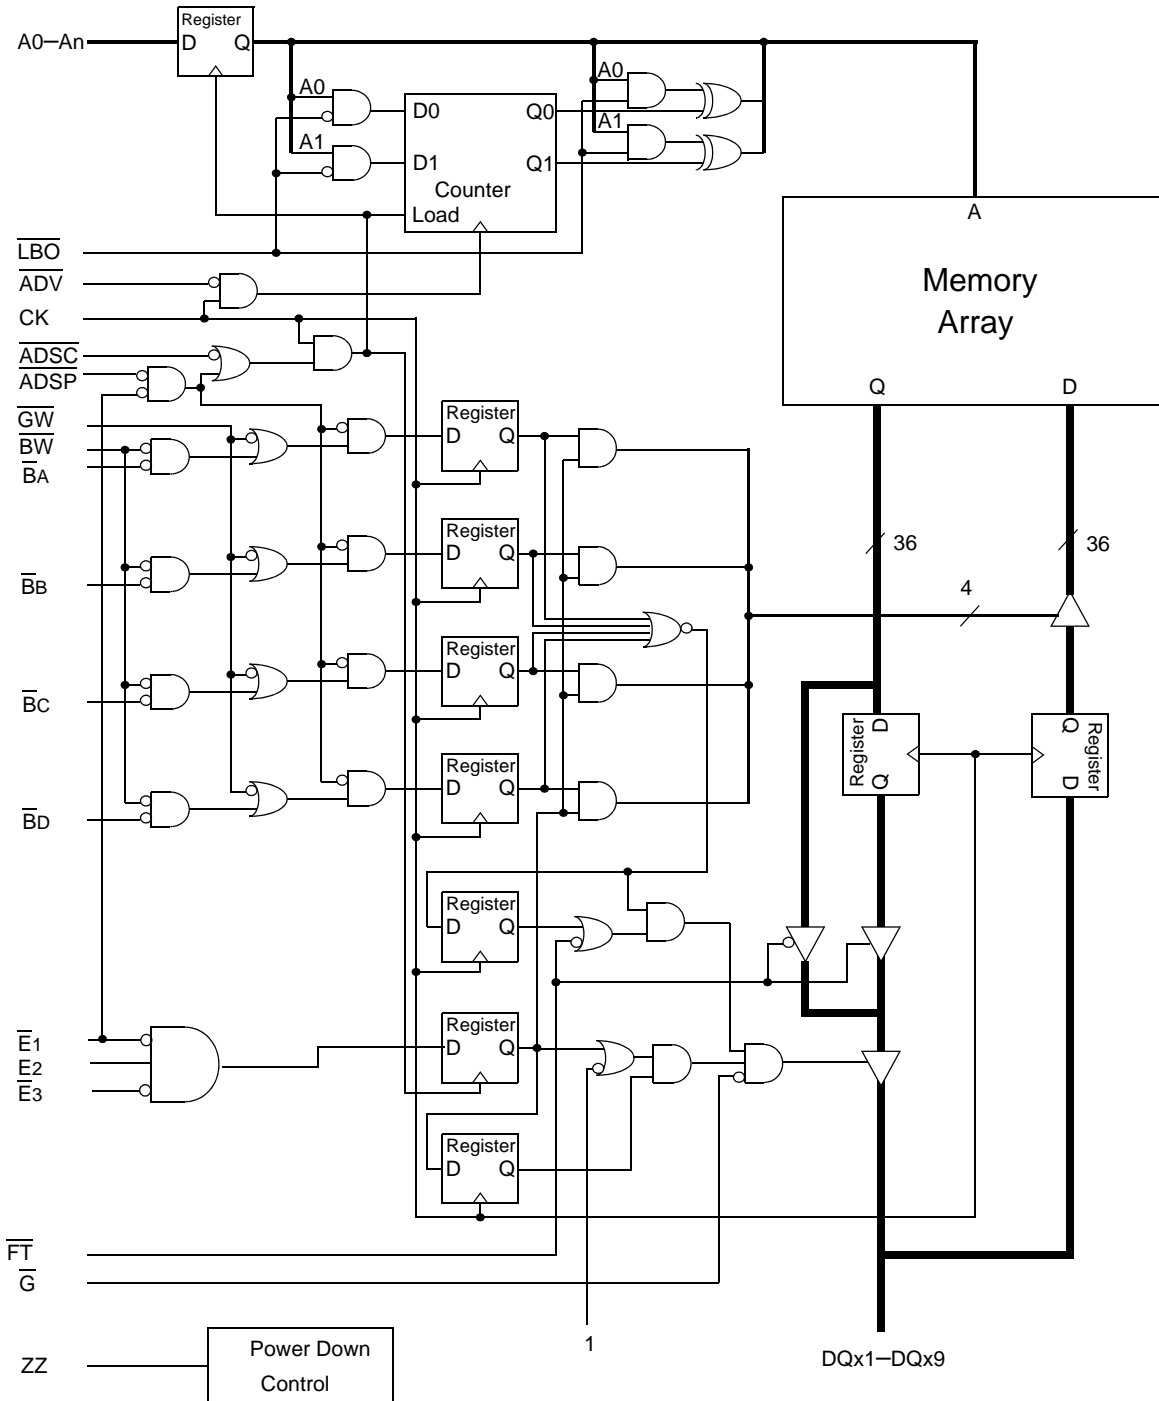 Register
A0–An
D Q
A0
A0
D0
Q0
A1
A1
D1
Q1
Counter
Load
A
LBO
ADV
Memory
CK
Array
ADSC
ADSP
Q
D
GW
Register
BW
D Q
BA
Register
D Q
36
36
BB
4
Register
D Q
BC
Register
D
Q
Register
Q
D
Register
D Q
BD
Register
D Q
Register
E1
D Q
E2
E3
Register
D Q
FT
G
1
Power Down
ZZ
DQx1–DQx9
Control